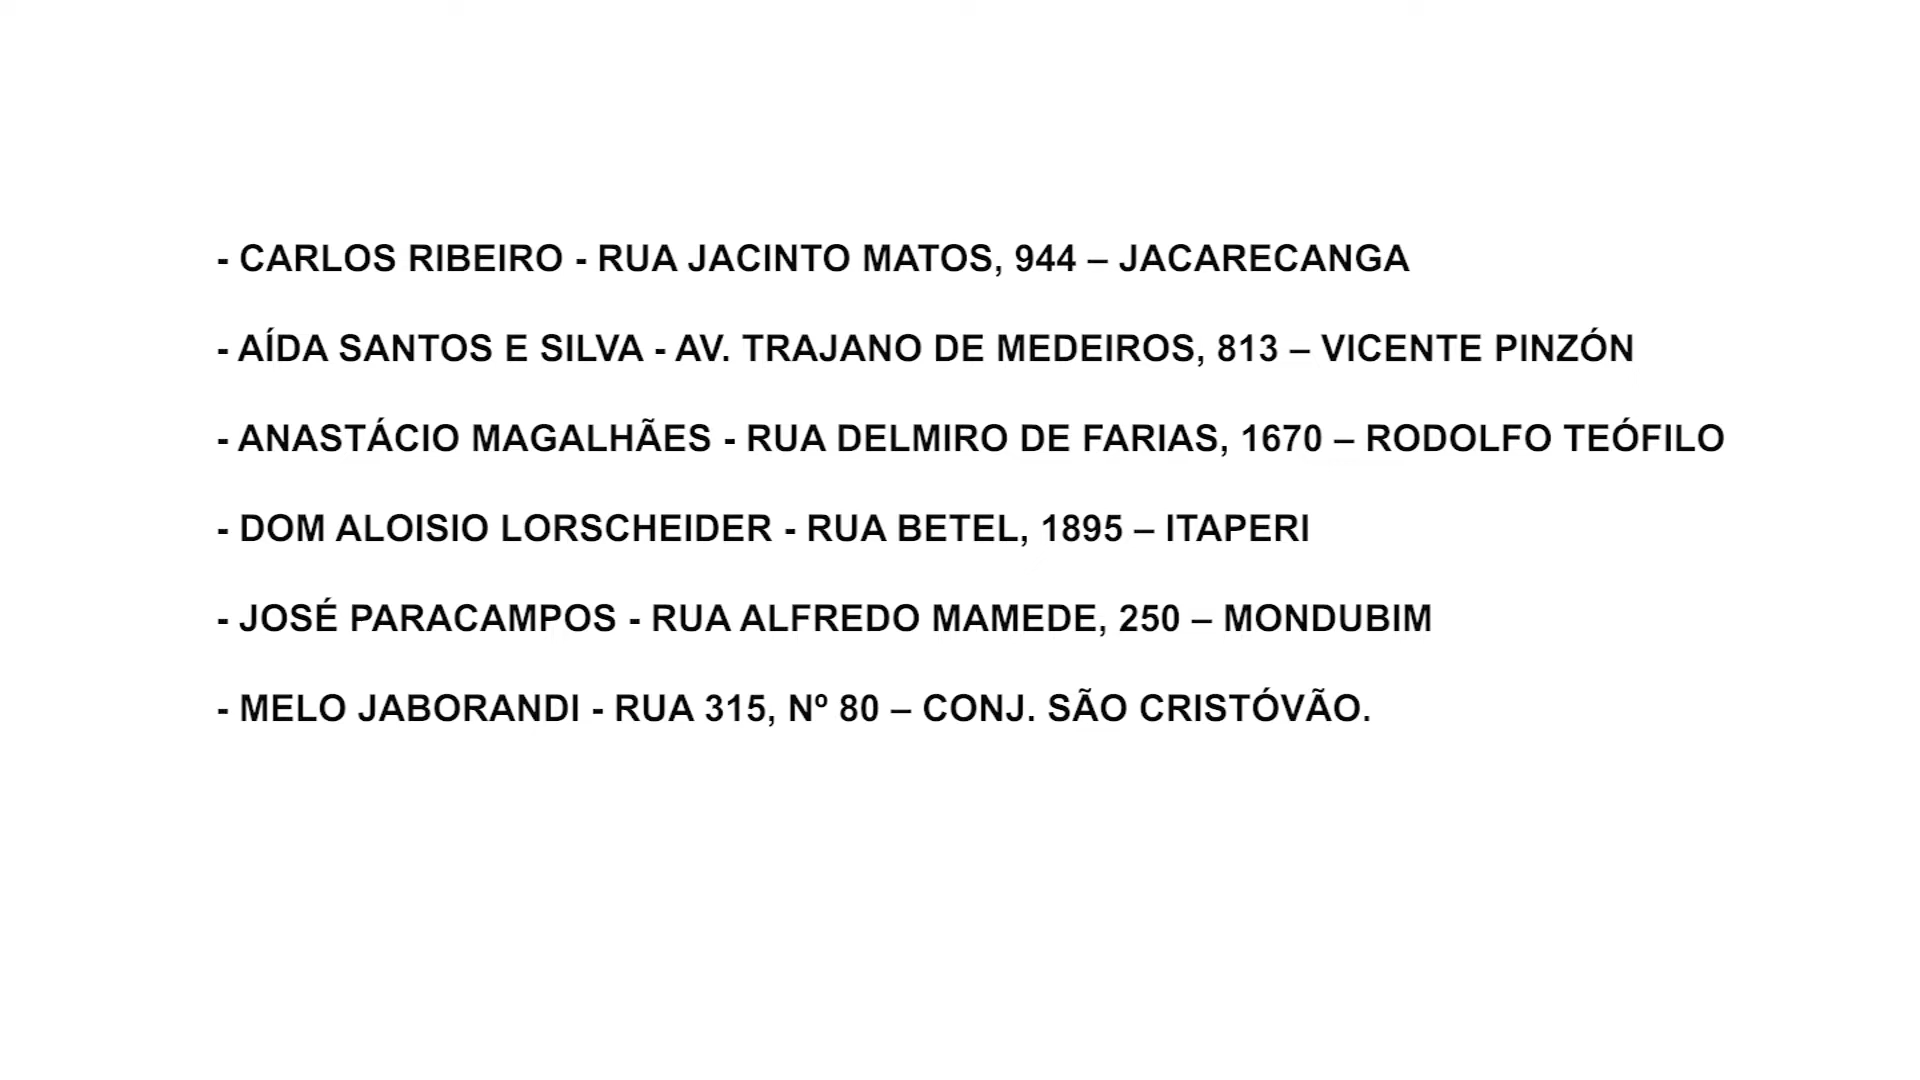 - CARLOS RIBEIRO - RUA JACINTO MATOS, 944 – JACARECANGA
- AÍDA SANTOS E SILVA - AV. TRAJANO DE MEDEIROS, 813 – VICENTE PINZÓN
- ANASTÁCIO MAGALHÃES - RUA DELMIRO DE FARIAS, 1670 – RODOLFO TEÓFILO
- DOM ALOISIO LORSCHEIDER - RUA BETEL, 1895 – ITAPERI
- JOSÉ PARACAMPOS - RUA ALFREDO MAMEDE, 250 – MONDUBIM
- MELO JABORANDI - RUA 315, Nº 80 – CONJ. SÃO CRISTÓVÃO.